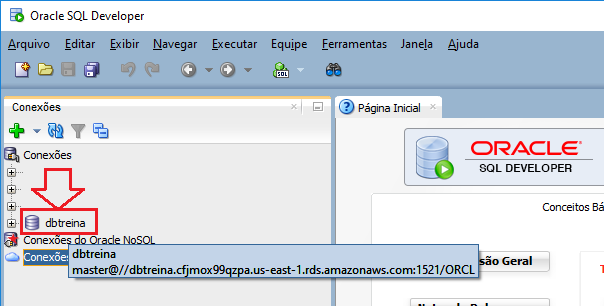 Oracle SQL Developer
Arquivo Editar Exibir Navegar Executar Equipe Ferramentas Janela Ajuda
SQL
Conexões
Página Inicial
Conexões
dbtreina
Conexões do Oracle NoSQL
Conexões
dbtreina
master@//dbtreina.cfjmox99qzpa.us-east-1.rds.amazonaws.com:1521/ORCL
ORACLE
SQL DEVELOPER
Conceitos Bá
são Geral